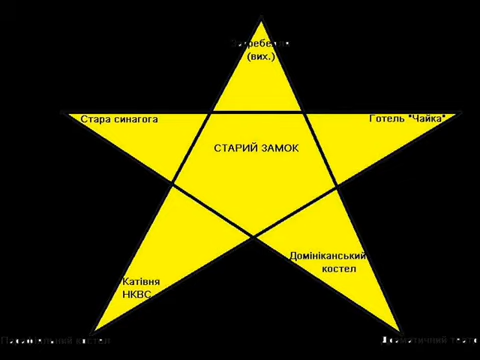 (вих.)
Стара синагога
Готель "Чайка"
СТАРИЙ ЗАМОК
Домініканський
костел
Катівня
НКВС